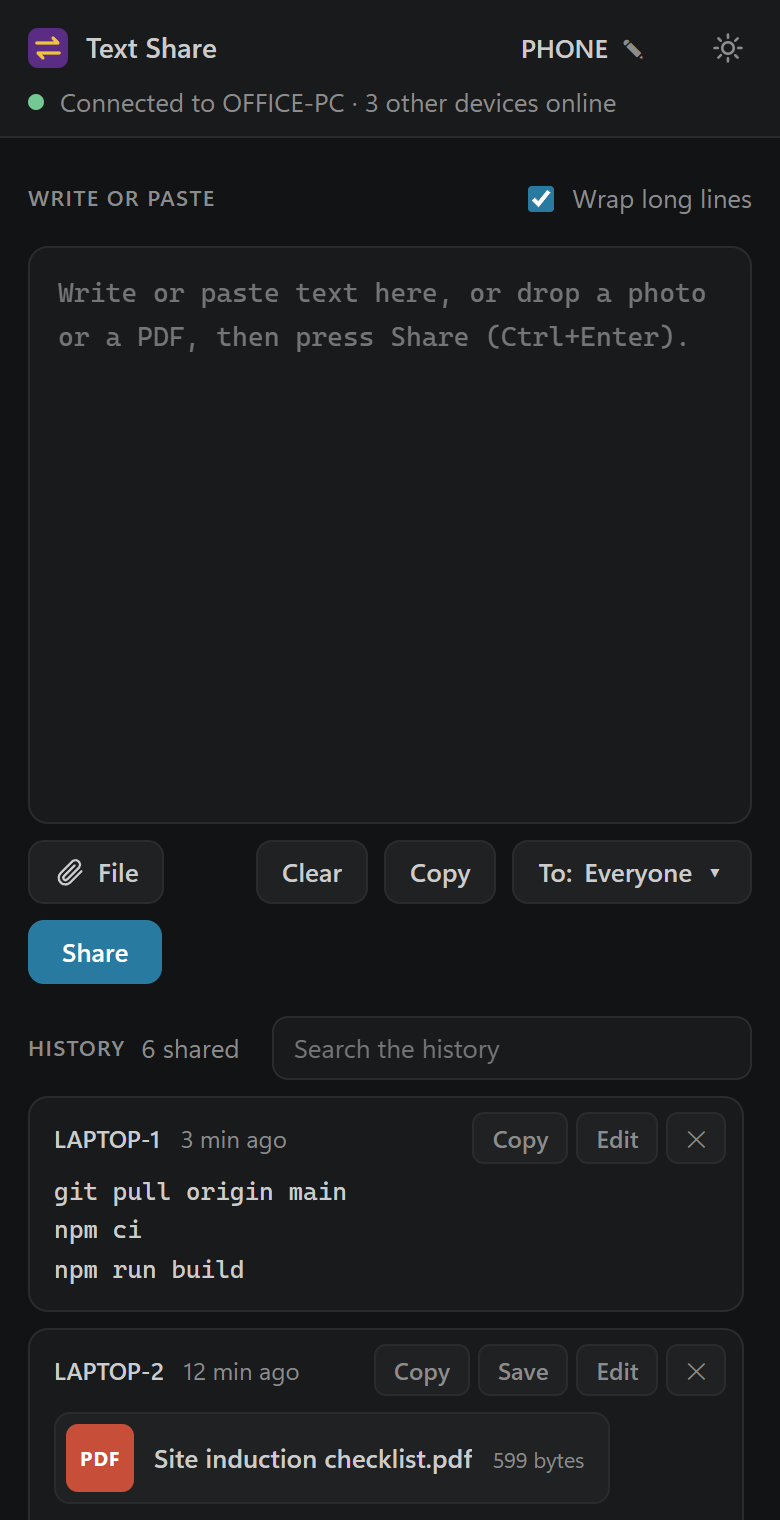 Text Share PHONE
Connected to OFFICE-PC · 3 other devices online
WRITE OR PASTE Wrap long lines
Write or paste text here, or drop a photo
or a PDF, then press Share (Ctrl+Enter).
File Clear Copy To: Everyone
Share
HISTORY 6 shared Search the history
LAPTOP-1 3 min ago Copy Edit
git pull origin main
npm ci
npm run build
LAPTOP-2 12 min ago Copy Save Edit
PDF Site induction checklist.pdf 599 bytes